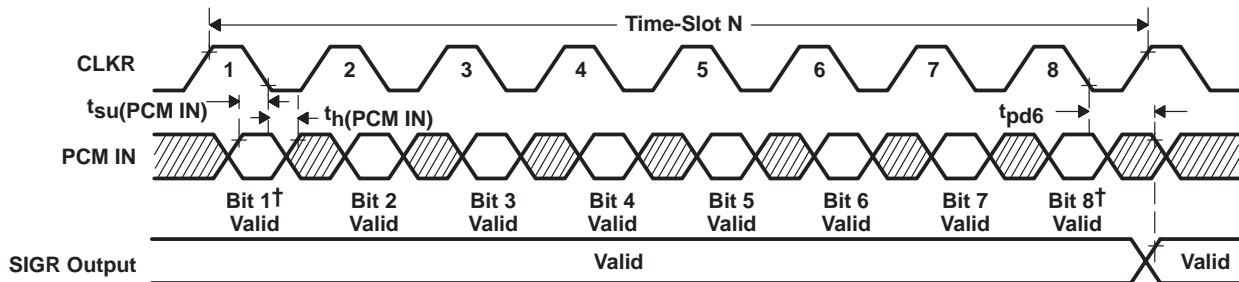 Time-Slot N
CLKR
1 2 3 4 5 6 7 8
tsu(PCM IN)
th(PCM IN)
tpd6
PCM IN
Bit 1† Bit 2 Bit 3 Bit 4 Bit 5 Bit 6 Bit 7 Bit 8†
Valid Valid Valid Valid Valid Valid Valid Valid
SIGR Output Valid Valid